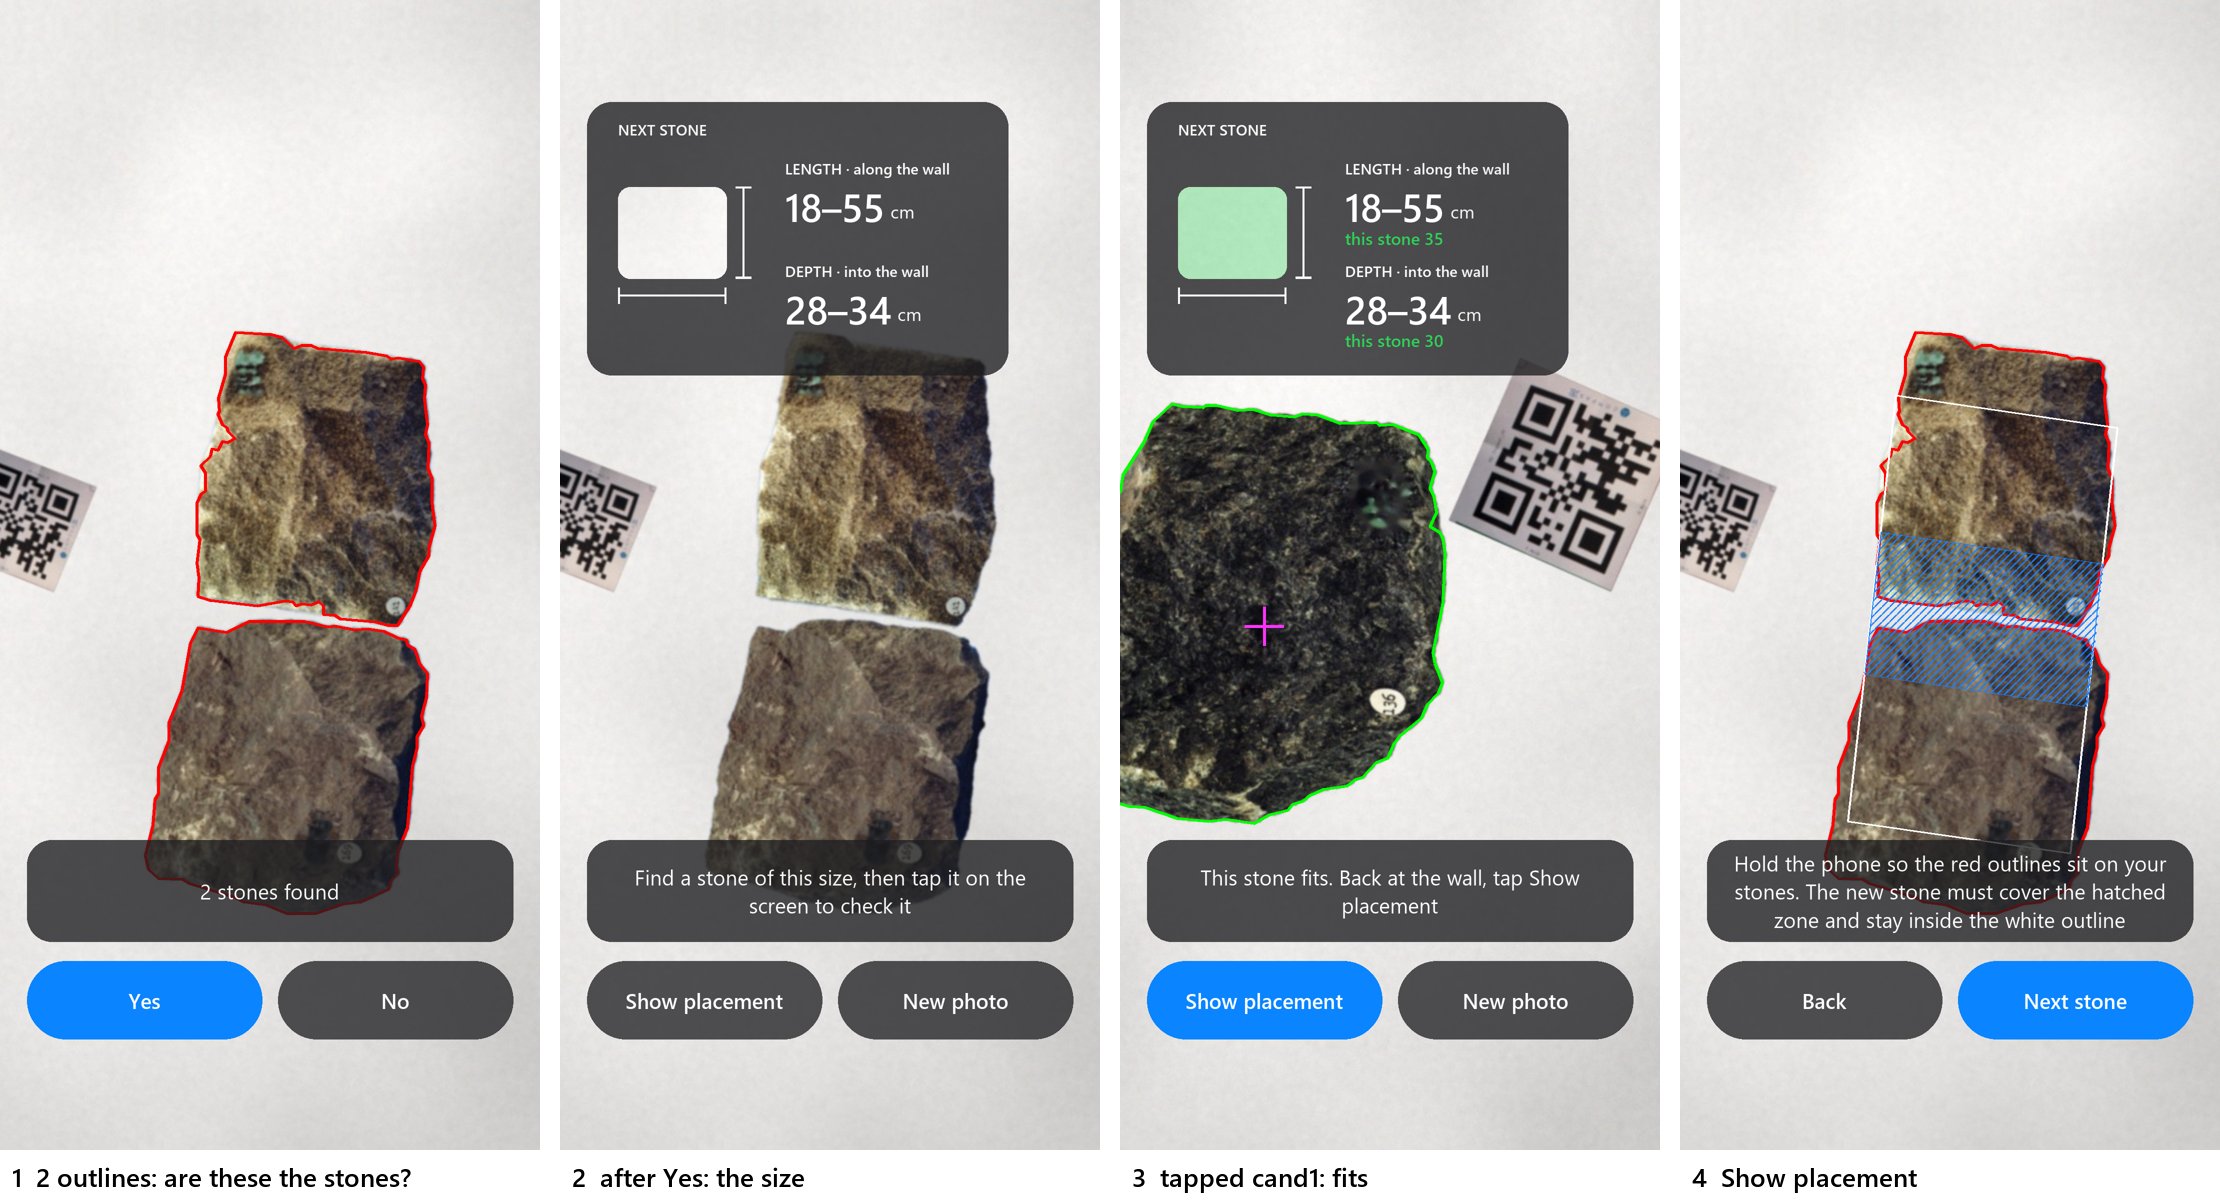 2 stones found
Yes
No
1 2 outlines: are these the stones?
NEXT STONE
LENGTH · along the wall
18–55 cm
DEPTH · into the wall
28–34 cm
Find a stone of this size, then tap it on the
screen to check it
Show placement
New photo
2 after Yes: the size
NEXT STONE
LENGTH · along the wall
18–55 cm
this stone 35
DEPTH · into the wall
28–34 cm
this stone 30
136
This stone fits. Back at the wall, tap Show
placement
Show placement
New photo
3 tapped cand1: fits
Hold the phone so the red outlines sit on your
stones. The new stone must cover the hatched
zone and stay inside the white outline
Back
Next stone
4 Show placement